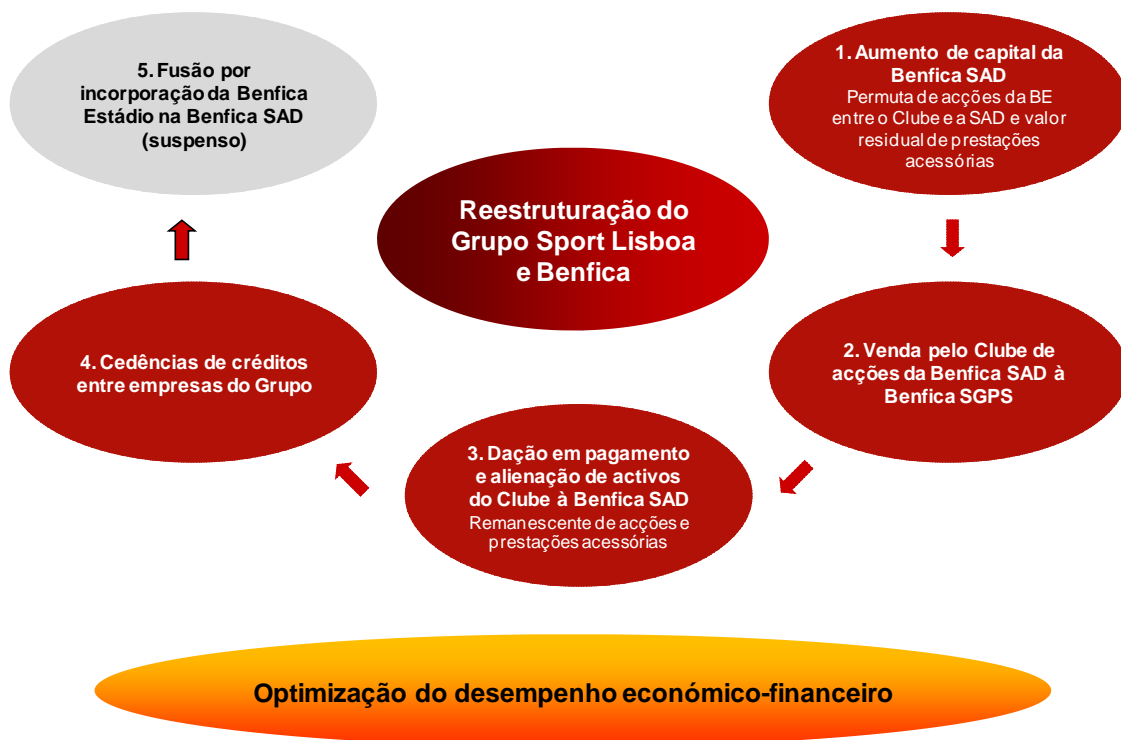 Reestruturação do
Grupo Sport Lisboa
e Benfica
1. Aumento de capital da
Benfica SAD
Permuta de acções da BE
entre o Clube e a SAD e valor
residual de prestações
acessórias
2. Venda pelo Clube de
acções da Benfica SAD à
Benfica SGPS
3. Dação em pagamento
e alienação de activos
do Clube à Benfica SAD
Remanescente de acções e
prestações acessórias
4. Cedências de créditos
entre empresas do Grupo
5. Fusão por
incorporação da Benfica
Estádio na Benfica SAD
(suspenso)
Optimização do desempenho económico-financeiro